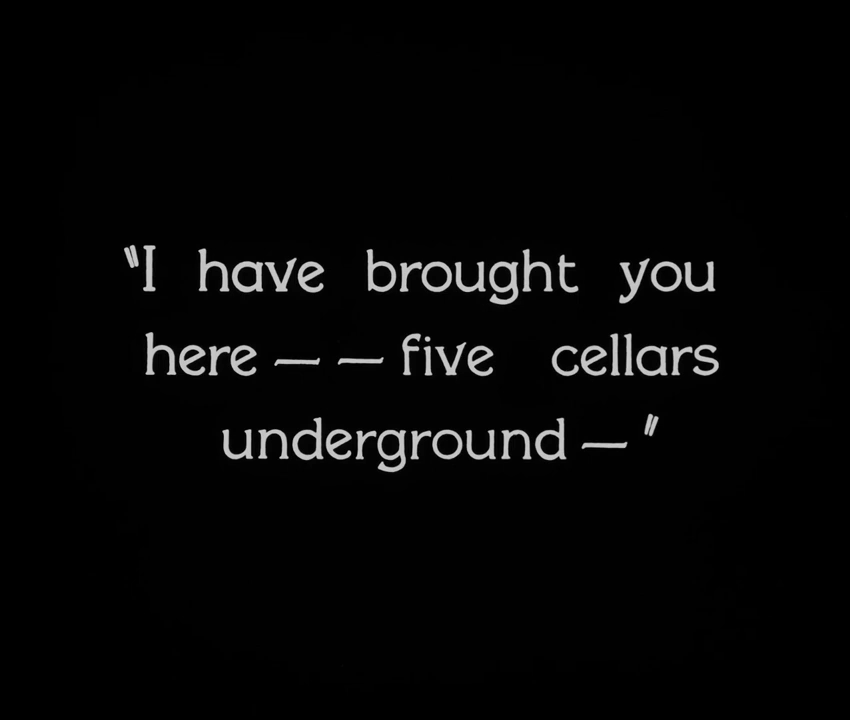 "I have brought you
here — — five cellars
underground — "